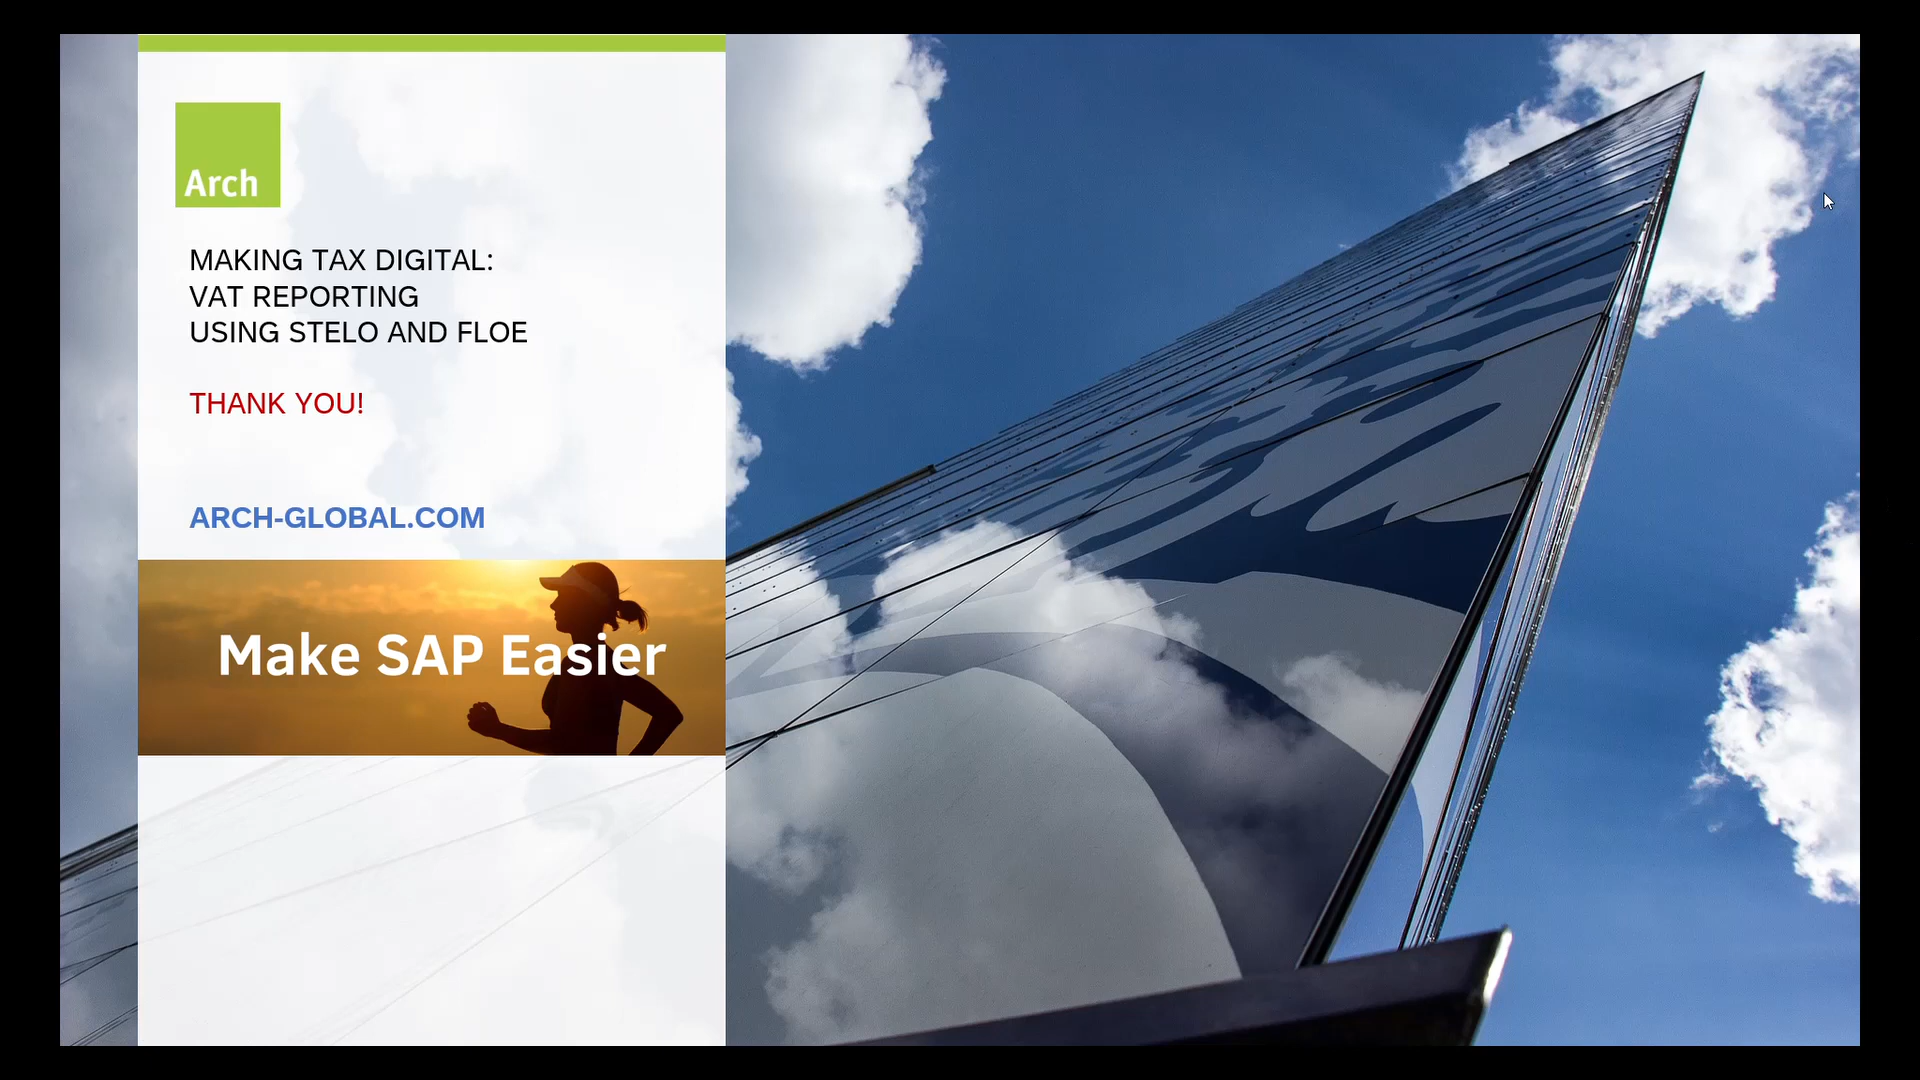 Arch
MAKING TAX DIGITAL:
VAT REPORTING
USING STELO AND FLOE
THANK YOU!
ARCH-GLOBAL.COM
Make SAP Easier